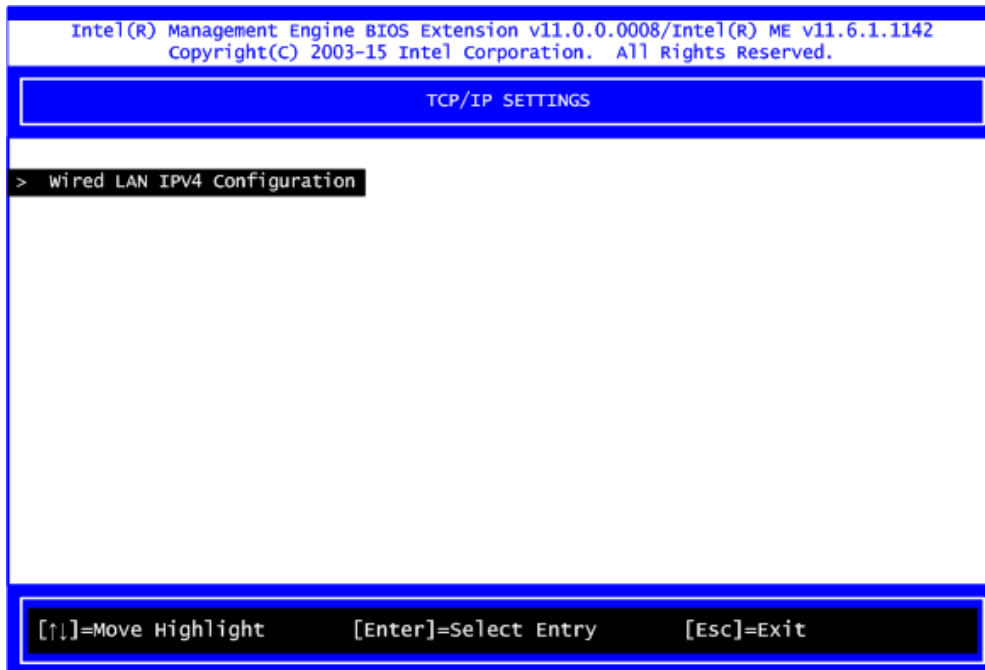 Intel(R) Management Engine BIOS Extension v11.0.0.0008/Intel(R) ME v11.6.1.1142
Copyright(C) 2003-15 Intel Corporation. All Rights Reserved.
TCP/IP SETTINGS
> Wired LAN IPV4 Configuration
[↑↓]=Move Highlight [Enter]=Select Entry [Esc]=Exit